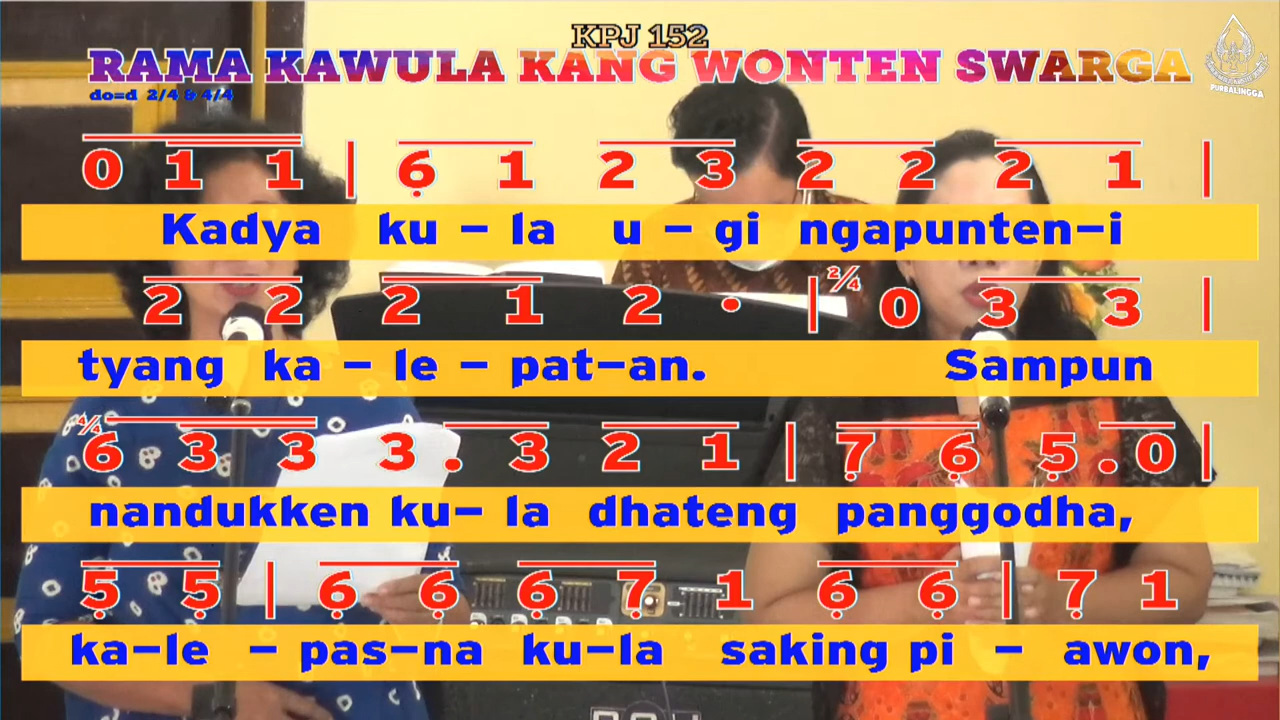 KPJ 152
RAMA KAWULA KANG WONTEN SWARGA
do=d 2/4 & 4/4
PURBALINGGA
0 1 1 | 6̣ 1 2 3 2 2 2 1 |
Kadya ku - la u - gi ngapunten-i
2 2 2 1 2 . | 2/4 0 3 3 |
tyang ka - le - pat-an. Sampun
4/4 6 3 3 3 . 3 2 1 | 7̣ 6̣ 5̣ . 0 |
nandukken ku- la dhateng panggodha,
5̣ 5̣ | 6̣ 6̣ 6̣ 7̣ 1 6̣ 6̣ | 7̣ 1
ka-le - pas-na ku-la saking pi - awon,